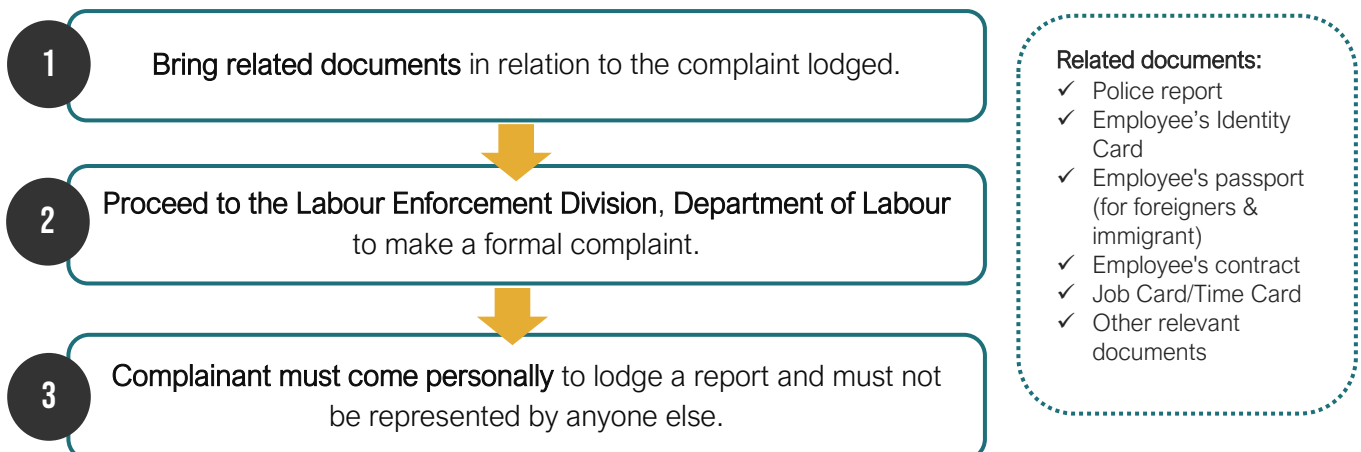 1
Bring related documents in relation to the complaint lodged.
2
Proceed to the Labour Enforcement Division, Department of Labour
to make a formal complaint.
3
Complainant must come personally to lodge a report and must not
be represented by anyone else.
Related documents:
✓ Police report
✓ Employee’s Identity
Card
✓ Employee's passport
(for foreigners &
immigrant)
✓ Employee's contract
✓ Job Card/Time Card
✓ Other relevant
documents